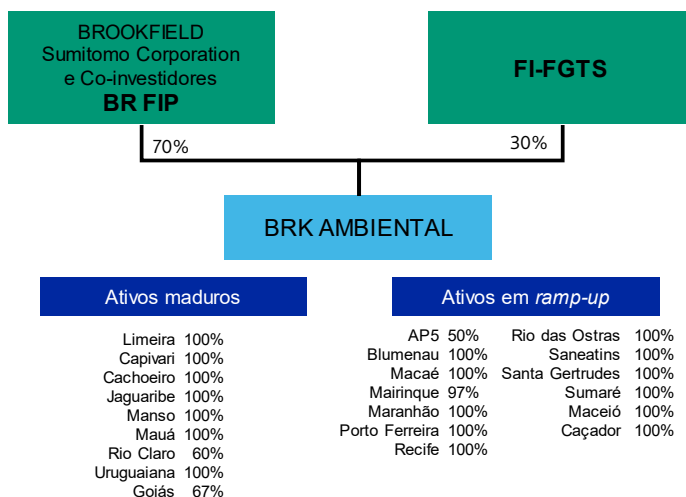 BROOKFIELD
Sumitomo Corporation
e Co-investidores
BR FIP
FI-FGTS
70%
30%
BRK AMBIENTAL
Ativos maduros
Limeira 100%
Capivari 100%
Cachoeiro 100%
Jaguaribe 100%
Manso 100%
Mauá 100%
Rio Claro 60%
Uruguaiana 100%
Goiás 67%
Ativos em ramp-up
AP5 50%
Blumenau 100%
Macaé 100%
Mairinque 97%
Maranhão 100%
Porto Ferreira 100%
Recife 100%
Rio das Ostras 100%
Saneatins 100%
Santa Gertrudes 100%
Sumaré 100%
Maceió 100%
Caçador 100%